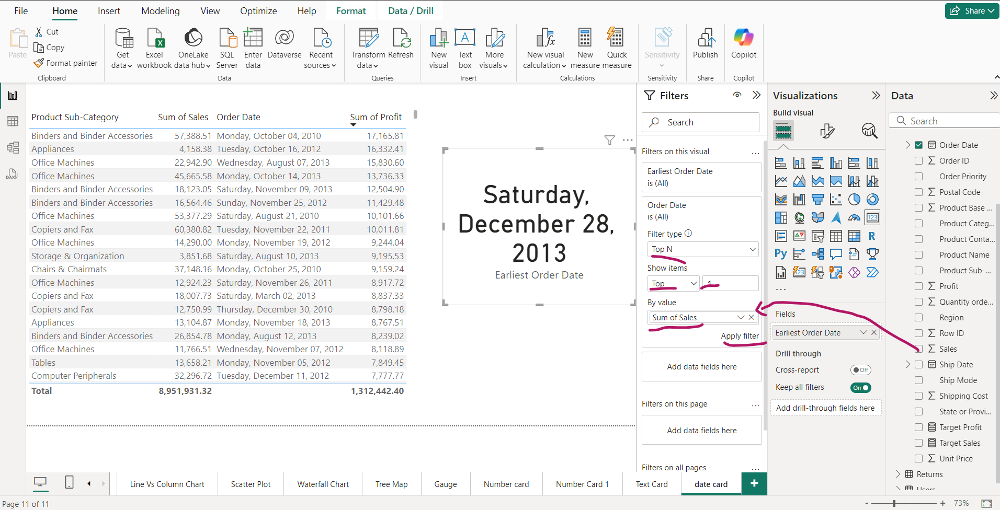 File Home Insert Modeling View Optimize Help Format Data / Drill Share
Paste Cut
Copy
Format painter
Clipboard
Get data
Excel workbook
OneLake data hub
SQL Server
Enter data
Dataverse
Recent sources
Data
Transform data
Refresh
Queries
New visual
Text box
More visuals
Insert
New visual calculation
New measure
Quick measure
Calculations
Sensitivity
Sensitivity
Publish
Share
Copilot
Copilot
Product Sub-Category Sum of Sales Order Date Sum of Profit
Binders and Binder Accessories 57,388.51 Monday, October 04, 2010 17,165.81
Appliances 4,158.38 Tuesday, October 16, 2012 16,332.41
Office Machines 22,942.90 Wednesday, August 07, 2013 15,830.60
Office Machines 45,665.58 Monday, October 14, 2013 13,736.33
Binders and Binder Accessories 18,123.05 Saturday, November 09, 2013 12,504.90
Binders and Binder Accessories 16,564.46 Sunday, November 25, 2012 11,429.48
Office Machines 53,377.29 Saturday, August 21, 2010 10,101.66
Copiers and Fax 60,380.82 Tuesday, November 22, 2011 10,011.81
Office Machines 14,290.00 Monday, November 19, 2012 9,244.04
Storage & Organization 3,851.68 Saturday, August 10, 2013 9,195.53
Chairs & Chairmats 37,148.16 Monday, October 25, 2010 9,159.24
Office Machines 12,924.23 Saturday, November 26, 2011 8,917.72
Copiers and Fax 18,007.73 Saturday, March 02, 2013 8,837.33
Copiers and Fax 12,750.99 Thursday, December 30, 2010 8,798.18
Appliances 13,104.87 Monday, November 18, 2013 8,767.51
Binders and Binder Accessories 26,854.78 Monday, August 12, 2013 8,239.02
Office Machines 11,766.51 Wednesday, November 07, 2012 8,118.89
Tables 13,658.21 Monday, November 05, 2012 7,849.45
Computer Peripherals 32,296.72 Tuesday, December 11, 2012 7,777.77
Total 8,951,931.32 1,312,442.40
Saturday,
December 28,
2013
Earliest Order Date
Filters
Search
Filters on this visual ...
Earliest Order Date
is (All)
Order Date
is (All)
Filter type
Top N
Show items
Top 1
By value
Sum of Sales
Apply filter
Add data fields here
Filters on this page ...
Add data fields here
Filters on all pages ...
Visualizations
Build visual
123
R
Py
123
...
Fields
Earliest Order Date
Drill through
Cross-report Off
Keep all filters On
Add drill-through fields here
Data
Search
Order Date
Order ID
Order Priority
Postal Code
Product Base ...
Product Categ...
Product Conta...
Product Name
Product Sub-...
Profit
Quantity orde...
Region
Row ID
Sales
Ship Date
Ship Mode
Shipping Cost
State or Provi...
Target Profit
Target Sales
Unit Price
Returns
DAX
Line Vs Column Chart Scatter Plot Waterfall Chart Tree Map Gauge Number card Number Card 1 Text Card date card +
Page 11 of 11 - + 73%